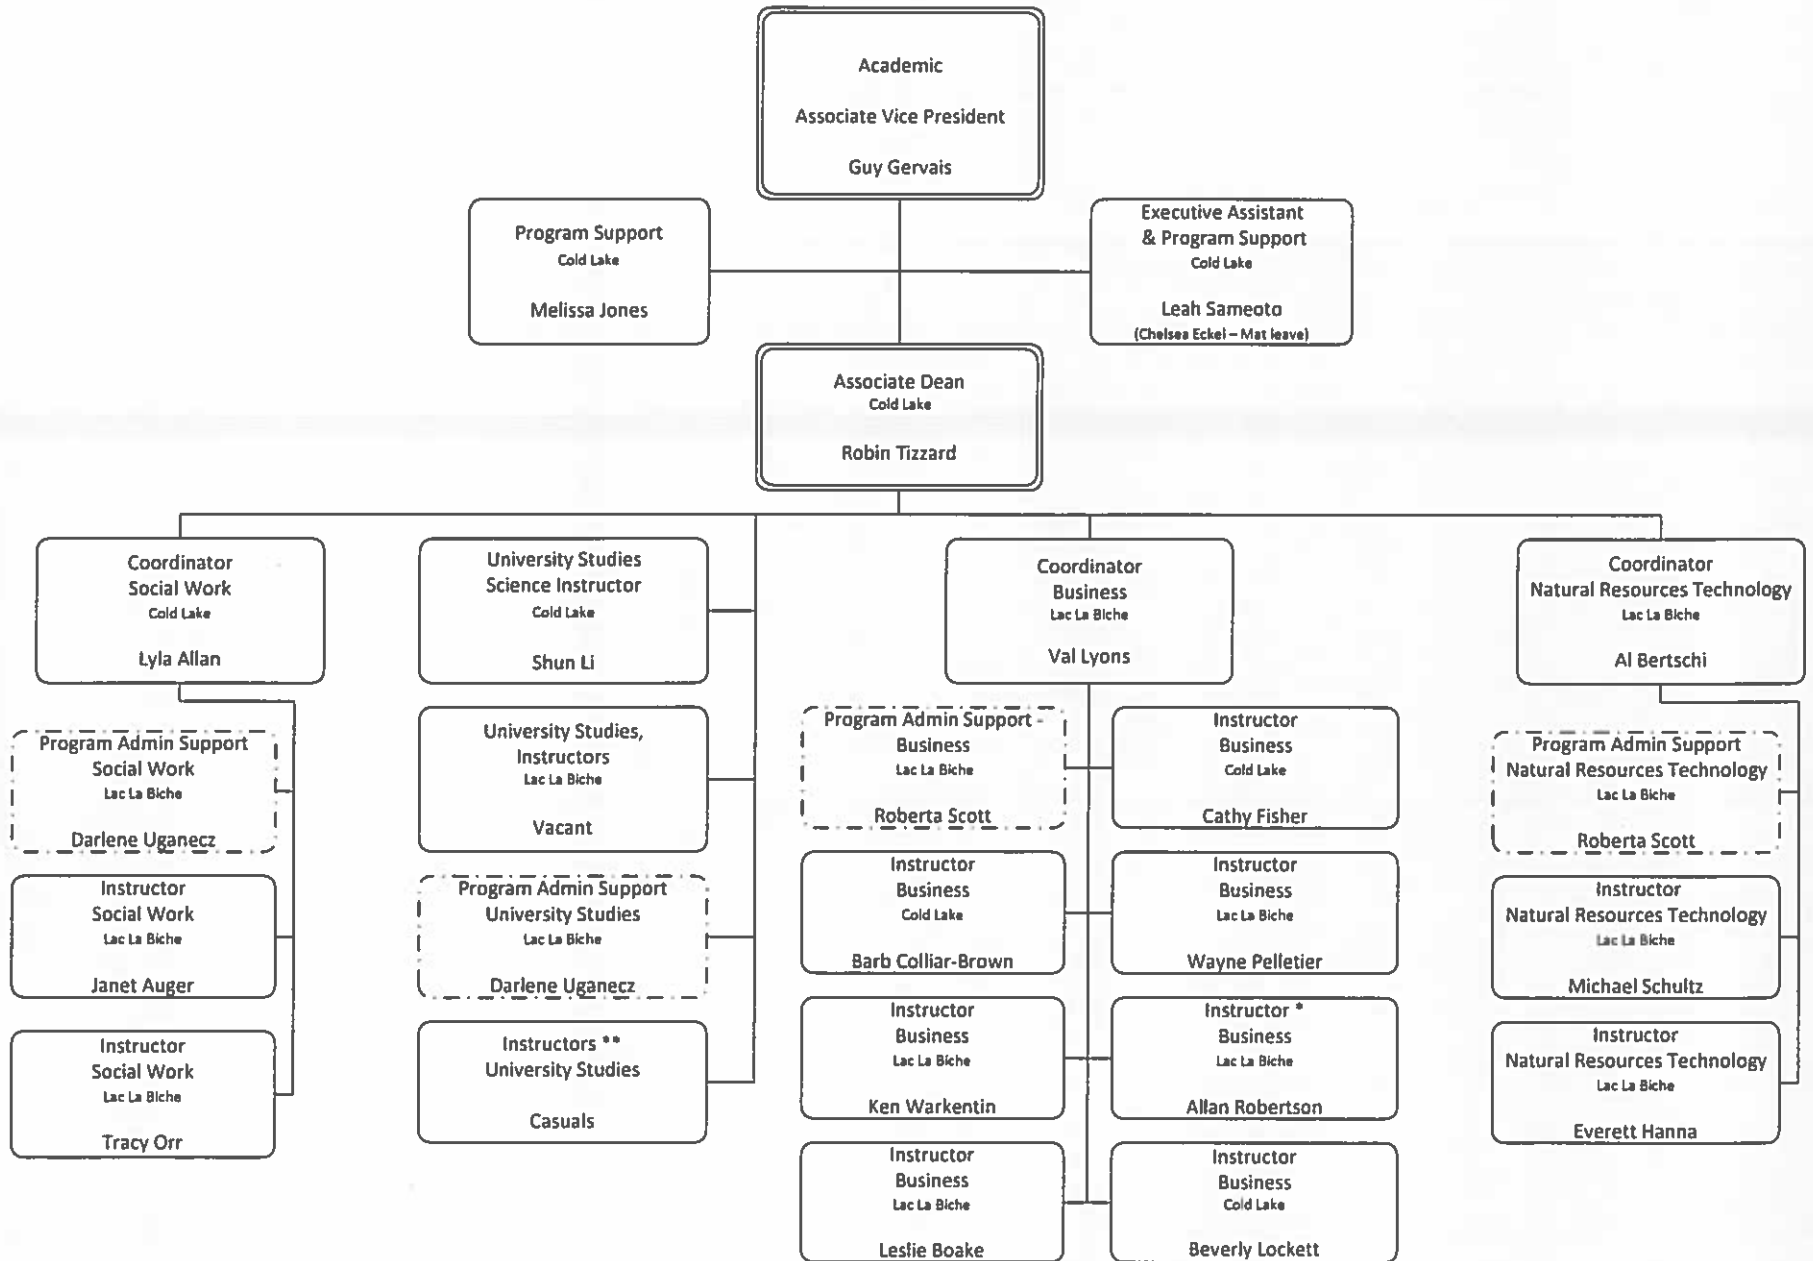 Academic
Associate Vice President
Guy Gervais
Program Support
Cold Lake
Melissa Jones
Executive Assistant
& Program Support
Cold Lake
Leah Sameoto
(Chelsea Eckel – Mat leave)
Associate Dean
Cold Lake
Robin Tizzard
Coordinator
Social Work
Cold Lake
Lyla Allan
Program Admin Support
Social Work
Lac La Biche
Darlene Uganecz
Instructor
Social Work
Lac La Biche
Janet Auger
Instructor
Social Work
Lac La Biche
Tracy Orr
University Studies
Science Instructor
Cold Lake
Shun Li
University Studies,
Instructors
Lac La Biche
Vacant
Program Admin Support
University Studies
Lac La Biche
Darlene Uganecz
Instructors **
University Studies
Casuals
Coordinator
Business
Lac La Biche
Val Lyons
Program Admin Support -
Business
Lac La Biche
Roberta Scott
Instructor
Business
Cold Lake
Cathy Fisher
Instructor
Business
Cold Lake
Barb Colliar-Brown
Instructor
Business
Lac La Biche
Wayne Pelletier
Instructor
Business
Lac La Biche
Ken Warkentin
Instructor *
Business
Lac La Biche
Allan Robertson
Instructor
Business
Lac La Biche
Leslie Boake
Instructor
Business
Cold Lake
Beverly Lockett
Coordinator
Natural Resources Technology
Lac La Biche
Al Bertschi
Program Admin Support
Natural Resources Technology
Lac La Biche
Roberta Scott
Instructor
Natural Resources Technology
Lac La Biche
Michael Schultz
Instructor
Natural Resources Technology
Lac La Biche
Everett Hanna